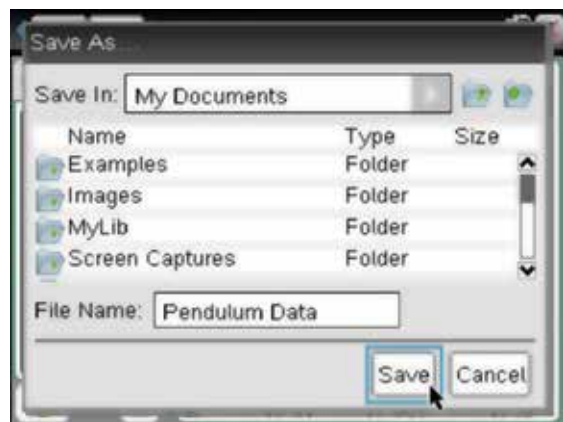 Save As ...
Save In: My Documents
Name Type Size
Examples Folder
Images Folder
MyLib Folder
Screen Captures Folder
File Name: Pendulum Data
Save Cancel